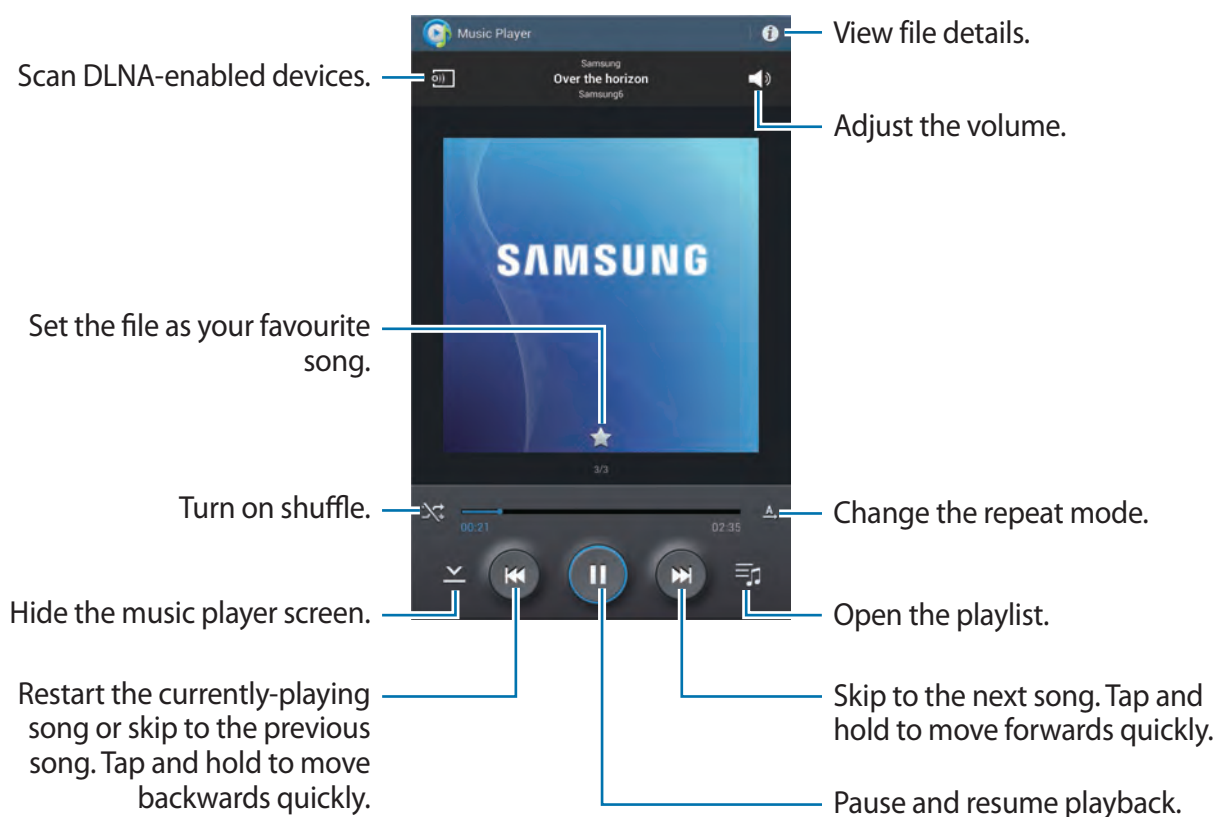 Music Player
View file details.
Scan DLNA-enabled devices.
Samsung
Over the horizon
Samsung6
Adjust the volume.
SAMSUNG
Set the file as your favourite
song.
3/3
Turn on shuffle.
00:21
02:35
A
Change the repeat mode.
Hide the music player screen.
Open the playlist.
Restart the currently-playing
song or skip to the previous
song. Tap and hold to move
backwards quickly.
Skip to the next song. Tap and
hold to move forwards quickly.
Pause and resume playback.